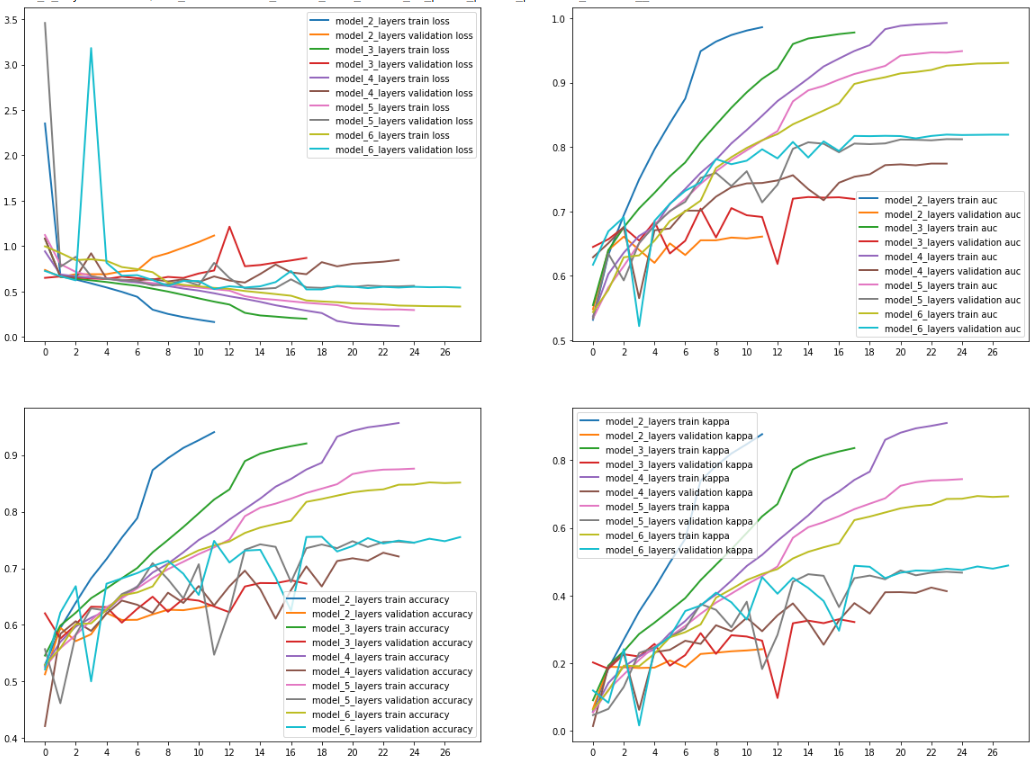 3.5
3.0
2.5
2.0
1.5
1.0
0.5
0.0
model_2_layers train loss
model_2_layers validation loss
model_3_layers train loss
model_3_layers validation loss
model_4_layers train loss
model_4_layers validation loss
model_5_layers train loss
model_5_layers validation loss
model_6_layers train loss
model_6_layers validation loss
0 2 4 6 8 10 12 14 16 18 20 22 24 26
1.0
0.9
0.8
0.7
0.6
0.5
model_2_layers train auc
model_2_layers validation auc
model_3_layers train auc
model_3_layers validation auc
model_4_layers train auc
model_4_layers validation auc
model_5_layers train auc
model_5_layers validation auc
model_6_layers train auc
model_6_layers validation auc
0 2 4 6 8 10 12 14 16 18 20 22 24 26
0.9
0.8
0.7
0.6
0.5
0.4
model_2_layers train accuracy
model_2_layers validation accuracy
model_3_layers train accuracy
model_3_layers validation accuracy
model_4_layers train accuracy
model_4_layers validation accuracy
model_5_layers train accuracy
model_5_layers validation accuracy
model_6_layers train accuracy
model_6_layers validation accuracy
0 2 4 6 8 10 12 14 16 18 20 22 24 26
0.8
0.6
0.4
0.2
0.0
model_2_layers train kappa
model_2_layers validation kappa
model_3_layers train kappa
model_3_layers validation kappa
model_4_layers train kappa
model_4_layers validation kappa
model_5_layers train kappa
model_5_layers validation kappa
model_6_layers train kappa
model_6_layers validation kappa
0 2 4 6 8 10 12 14 16 18 20 22 24 26